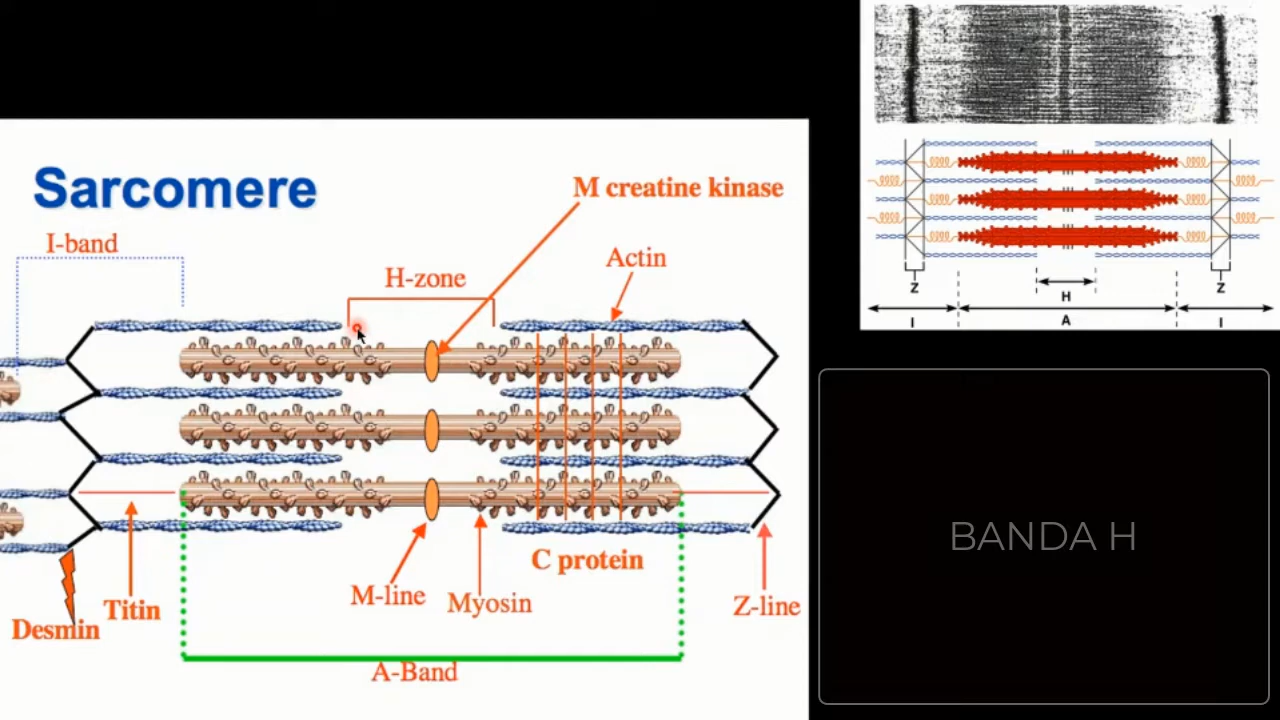 Sarcomere
M creatine kinase
I-band
H-zone
Actin
C protein
M-line
Myosin
Z-line
Titin
Desmin
A-Band
Z
Z
H
I
A
I
BANDA H